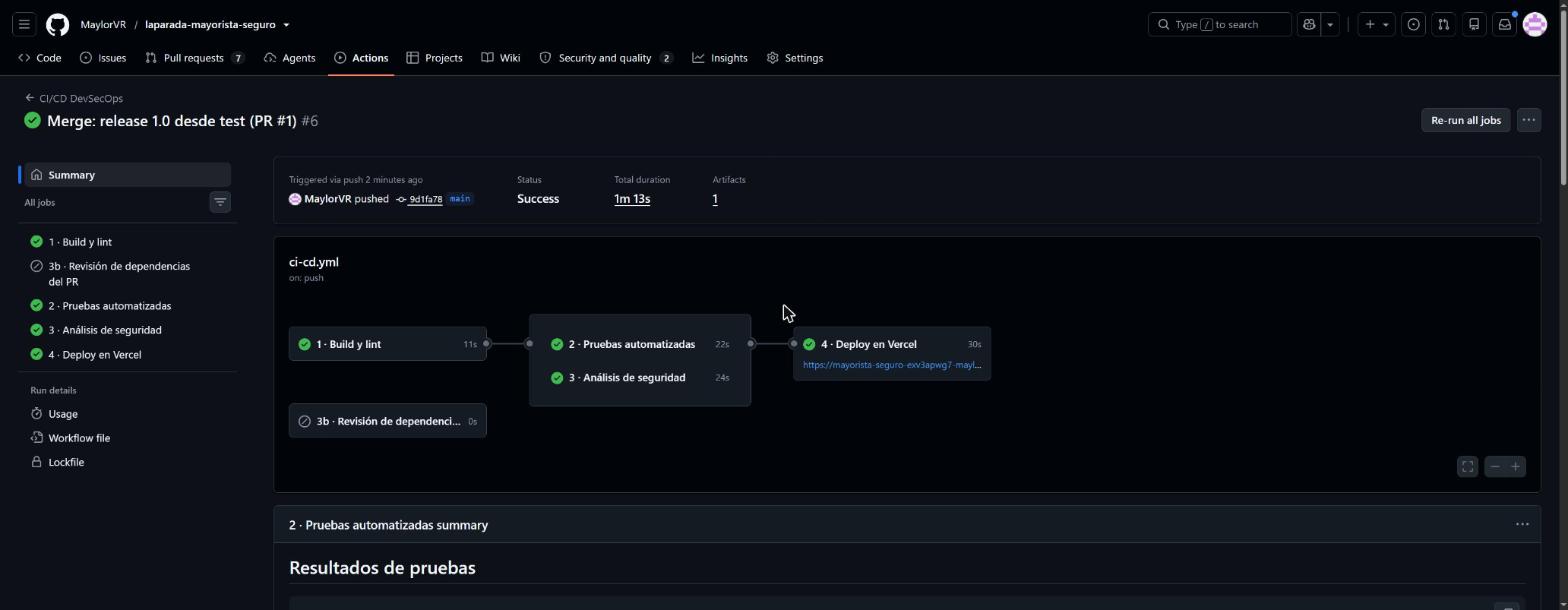 MaylorVR / laparada-mayorista-seguro
Type / to search
Code
Issues
Pull requests 7
Agents
Actions
Projects
Wiki
Security and quality 2
Insights
Settings
CI/CD DevSecOps
Merge: release 1.0 desde test (PR #1) #6
Re-run all jobs
Summary
All jobs
1 · Build y lint
3b · Revisión de dependencias
del PR
2 · Pruebas automatizadas
3 · Análisis de seguridad
4 · Deploy en Vercel
Run details
Usage
Workflow file
Lockfile
Triggered via push 2 minutes ago
MaylorVR pushed 9d1fa78 main
Status
Success
Total duration
1m 13s
Artifacts
1
ci-cd.yml
on: push
1 · Build y lint 11s
2 · Pruebas automatizadas 22s
3 · Análisis de seguridad 24s
4 · Deploy en Vercel 30s
https://mayorista-seguro-exv3apwg7-mayl...
3b · Revisión de dependenci... 0s
2 · Pruebas automatizadas summary
Resultados de pruebas